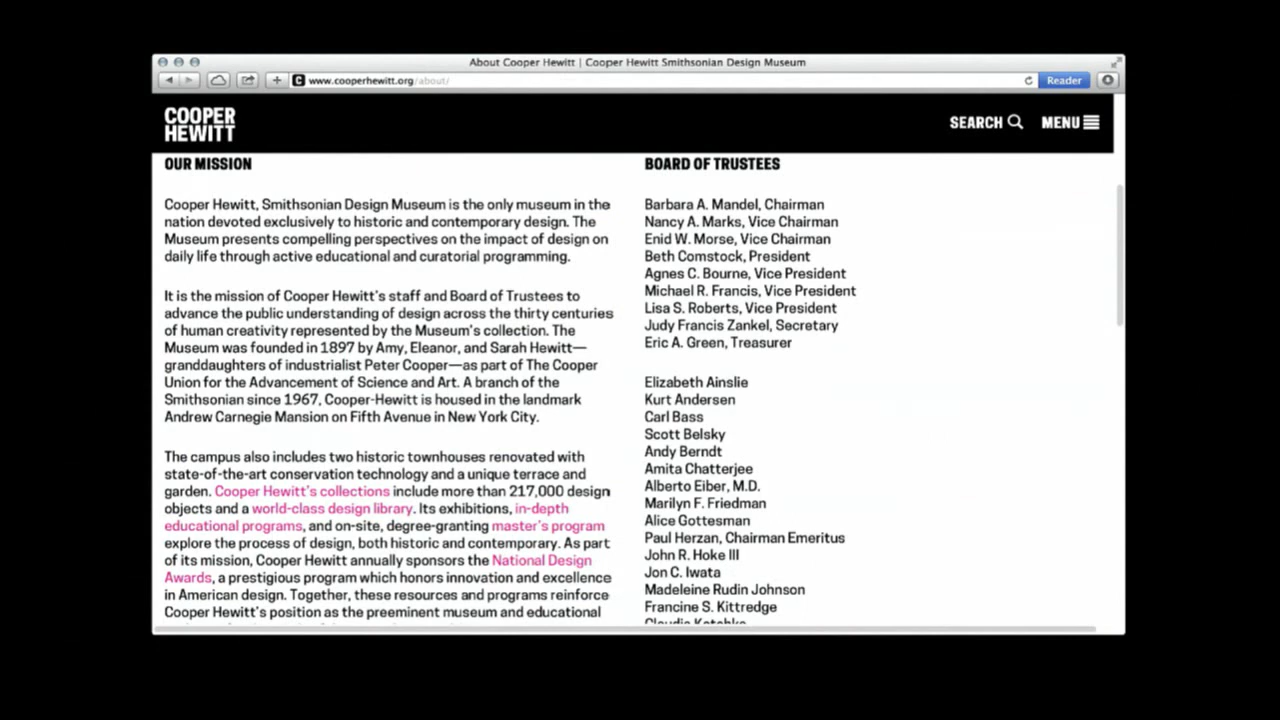 About Cooper Hewitt | Cooper Hewitt Smithsonian Design Museum
www.cooperhewitt.org/about/
Reader
COOPER
HEWITT
SEARCH
MENU
OUR MISSION
Cooper Hewitt, Smithsonian Design Museum is the only museum in the
nation devoted exclusively to historic and contemporary design. The
Museum presents compelling perspectives on the impact of design on
daily life through active educational and curatorial programming.
It is the mission of Cooper Hewitt's staff and Board of Trustees to
advance the public understanding of design across the thirty centuries
of human creativity represented by the Museum's collection. The
Museum was founded in 1897 by Amy, Eleanor, and Sarah Hewitt—
granddaughters of industrialist Peter Cooper—as part of The Cooper
Union for the Advancement of Science and Art. A branch of the
Smithsonian since 1967, Cooper-Hewitt is housed in the landmark
Andrew Carnegie Mansion on Fifth Avenue in New York City.
The campus also includes two historic townhouses renovated with
state-of-the-art conservation technology and a unique terrace and
garden. Cooper Hewitt's collections include more than 217,000 design
objects and a world-class design library. Its exhibitions, in-depth
educational programs, and on-site, degree-granting master's program
explore the process of design, both historic and contemporary. As part
of its mission, Cooper Hewitt annually sponsors the National Design
Awards, a prestigious program which honors innovation and excellence
in American design. Together, these resources and programs reinforce
Cooper Hewitt's position as the preeminent museum and educational
BOARD OF TRUSTEES
Barbara A. Mandel, Chairman
Nancy A. Marks, Vice Chairman
Enid W. Morse, Vice Chairman
Beth Comstock, President
Agnes C. Bourne, Vice President
Michael R. Francis, Vice President
Lisa S. Roberts, Vice President
Judy Francis Zankel, Secretary
Eric A. Green, Treasurer
Elizabeth Ainslie
Kurt Andersen
Carl Bass
Scott Belsky
Andy Berndt
Amita Chatterjee
Alberto Eiber, M.D.
Marilyn F. Friedman
Alice Gottesman
Paul Herzan, Chairman Emeritus
John R. Hoke III
Jon C. Iwata
Madeleine Rudin Johnson
Francine S. Kittredge